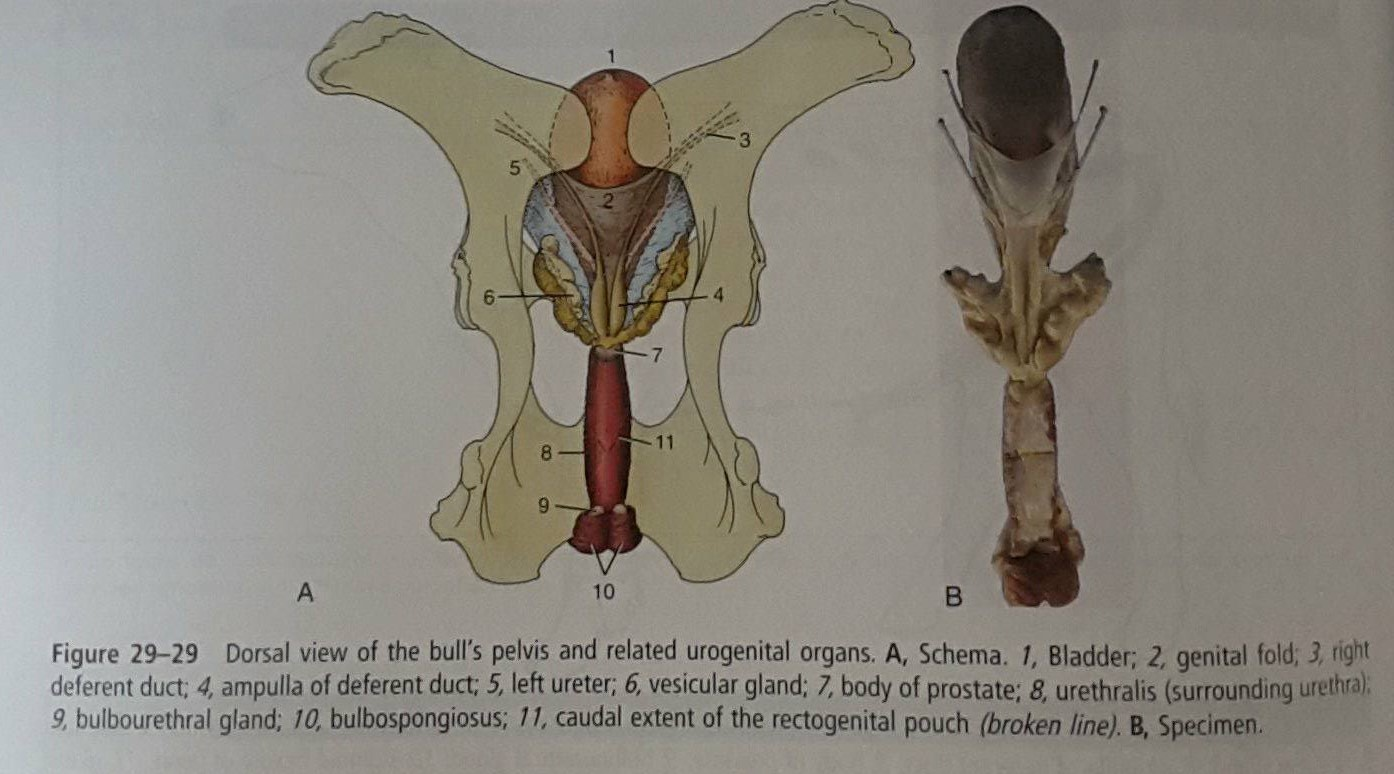 1
3
5
2
6
4
7
8
11
9
10
A
B
Figure 29–29 Dorsal view of the bull's pelvis and related urogenital organs. A, Schema. 1, Bladder; 2, genital fold; 3, right
deferent duct; 4, ampulla of deferent duct; 5, left ureter; 6, vesicular gland; 7, body of prostate; 8, urethralis (surrounding urethra);
9, bulbourethral gland; 10, bulbospongiosus; 11, caudal extent of the rectogenital pouch (broken line). B, Specimen.